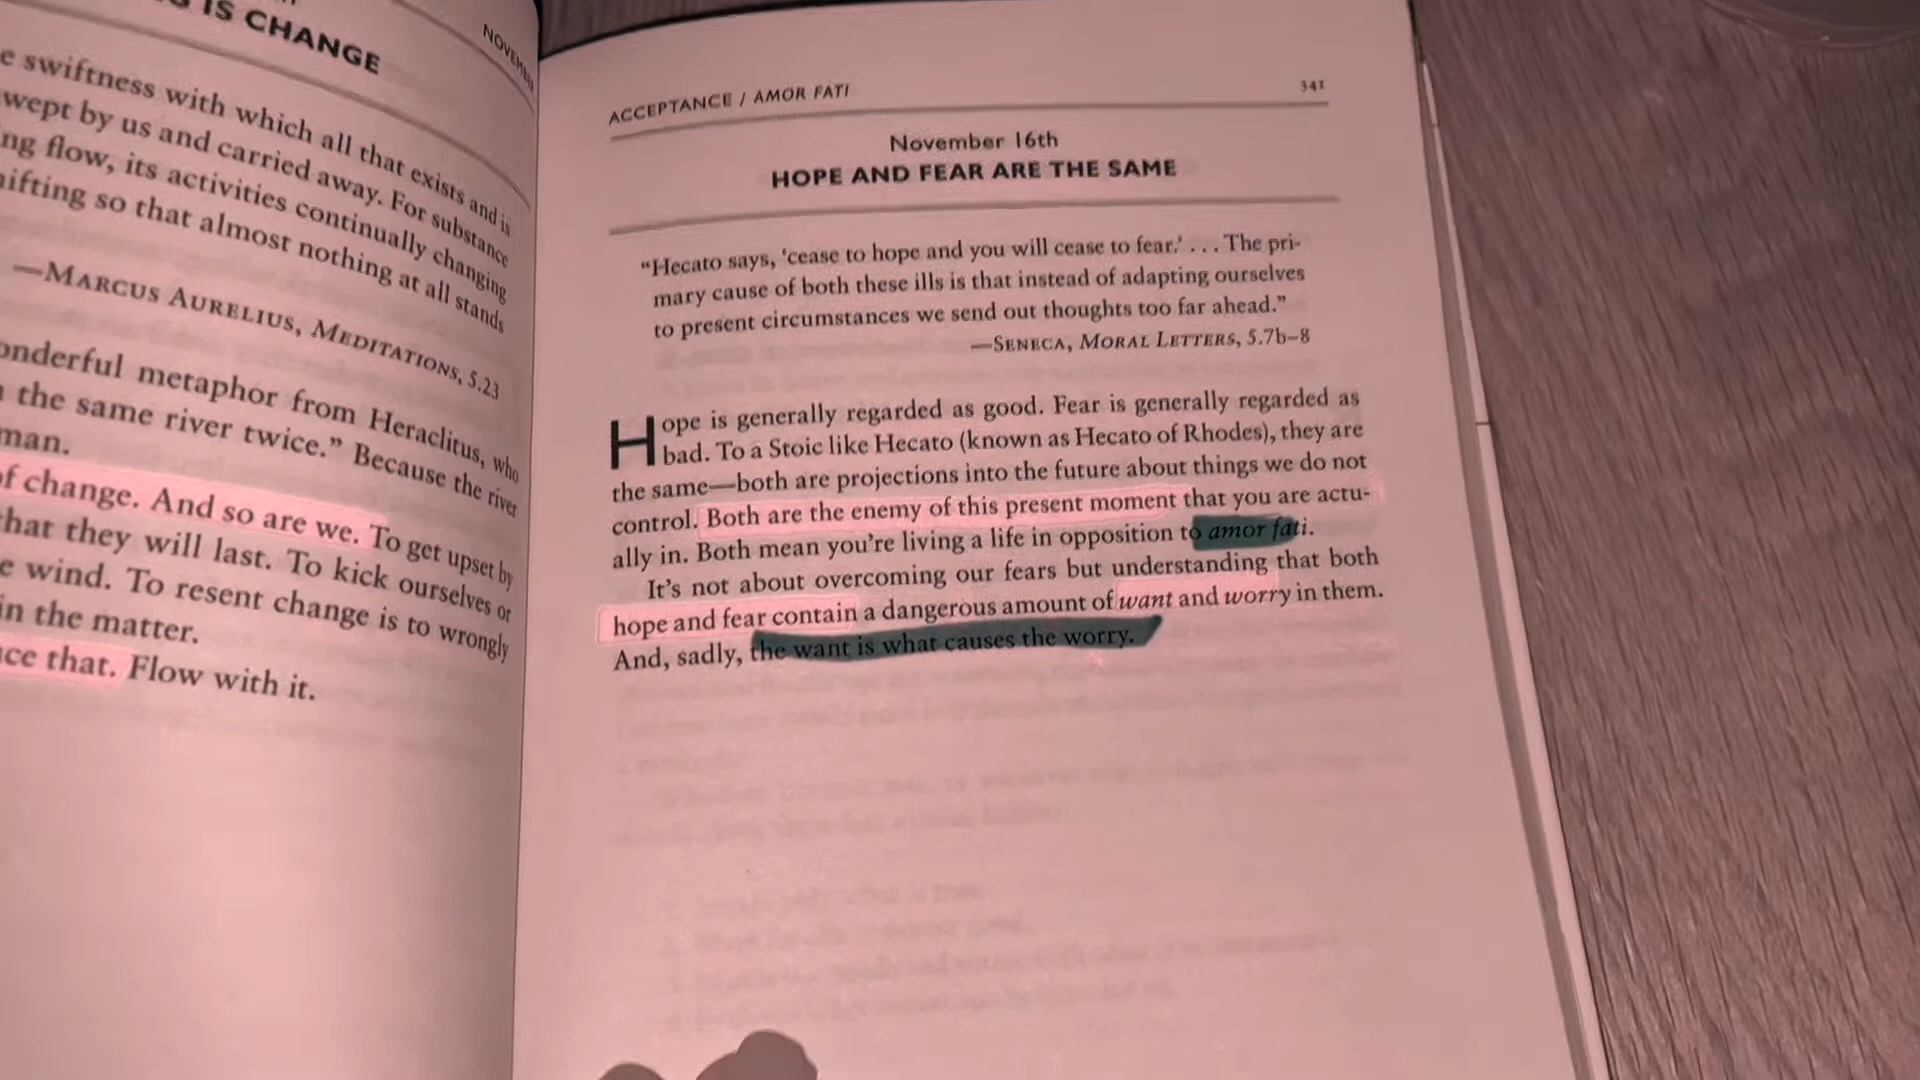 IS CHANGE
swiftness with which all that exists and is
wept by us and carried away. For substance
ng flow, its activities continually changing
ifting so that almost nothing at all stands
—MARCUS AURELIUS, MEDITATIONS, 5.23
onderful metaphor from Heraclitus, who
the same river twice.” Because the river
man.
of change. And so are we. To get upset by
hat they will last. To kick ourselves or
e wind. To resent change is to wrongly
in the matter.
ce that. Flow with it.
ACCEPTANCE / AMOR FATI 341
November 16th
HOPE AND FEAR ARE THE SAME
“Hecato says, ‘cease to hope and you will cease to fear.’ . . . The pri-
mary cause of both these ills is that instead of adapting ourselves
to present circumstances we send out thoughts too far ahead.”
—SENECA, MORAL LETTERS, 5.7b–8
Hope is generally regarded as good. Fear is generally regarded as
bad. To a Stoic like Hecato (known as Hecato of Rhodes), they are
the same—both are projections into the future about things we do not
control. Both are the enemy of this present moment that you are actu-
ally in. Both mean you’re living a life in opposition to amor fati.
It’s not about overcoming our fears but understanding that both
hope and fear contain a dangerous amount of want and worry in them.
And, sadly, the want is what causes the worry.